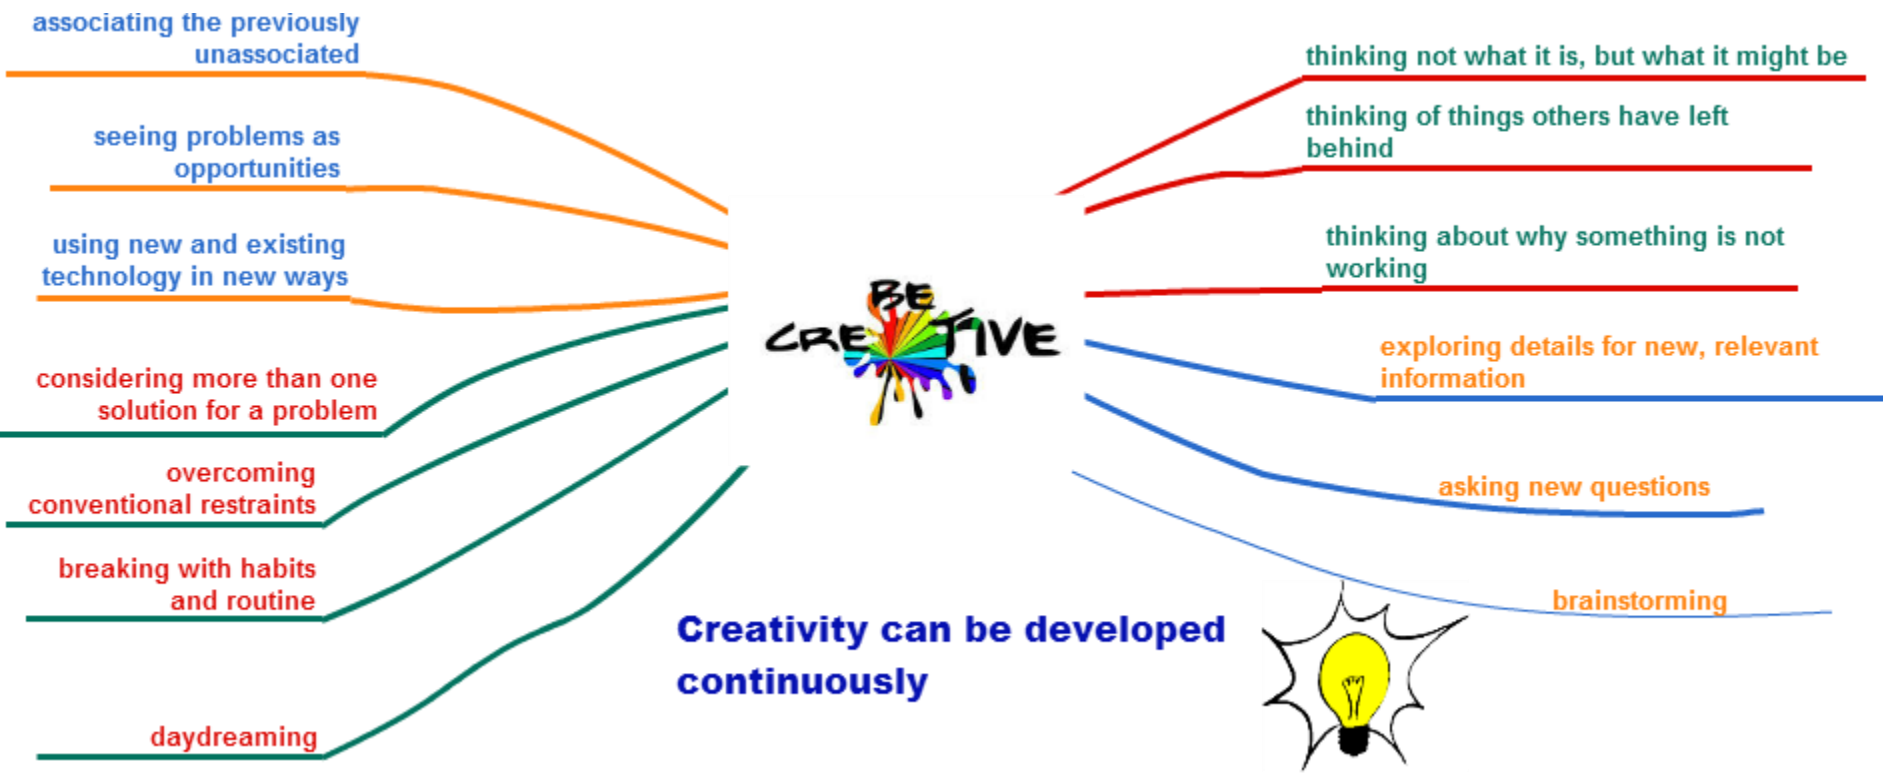 associating the previously
unassociated
seeing problems as
opportunities
using new and existing
technology in new ways
considering more than one
solution for a problem
overcoming
conventional restraints
breaking with habits
and routine
daydreaming
BE
CRE TIVE
thinking not what it is, but what it might be
thinking of things others have left
behind
thinking about why something is not
working
exploring details for new, relevant
information
asking new questions
brainstorming
Creativity can be developed
continuously